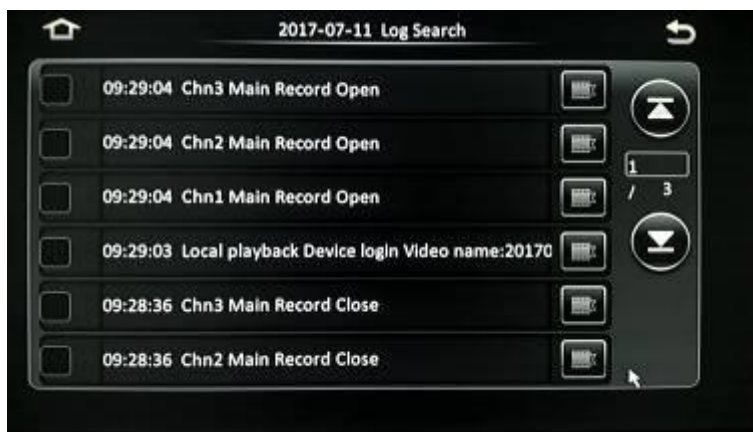 2017-07-11 Log Search
09:29:04 Chn3 Main Record Open
09:29:04 Chn2 Main Record Open
09:29:04 Chn1 Main Record Open
09:29:03 Local playback Device login Video name:20170
09:28:36 Chn3 Main Record Close
09:28:36 Chn2 Main Record Close
1
/ 3